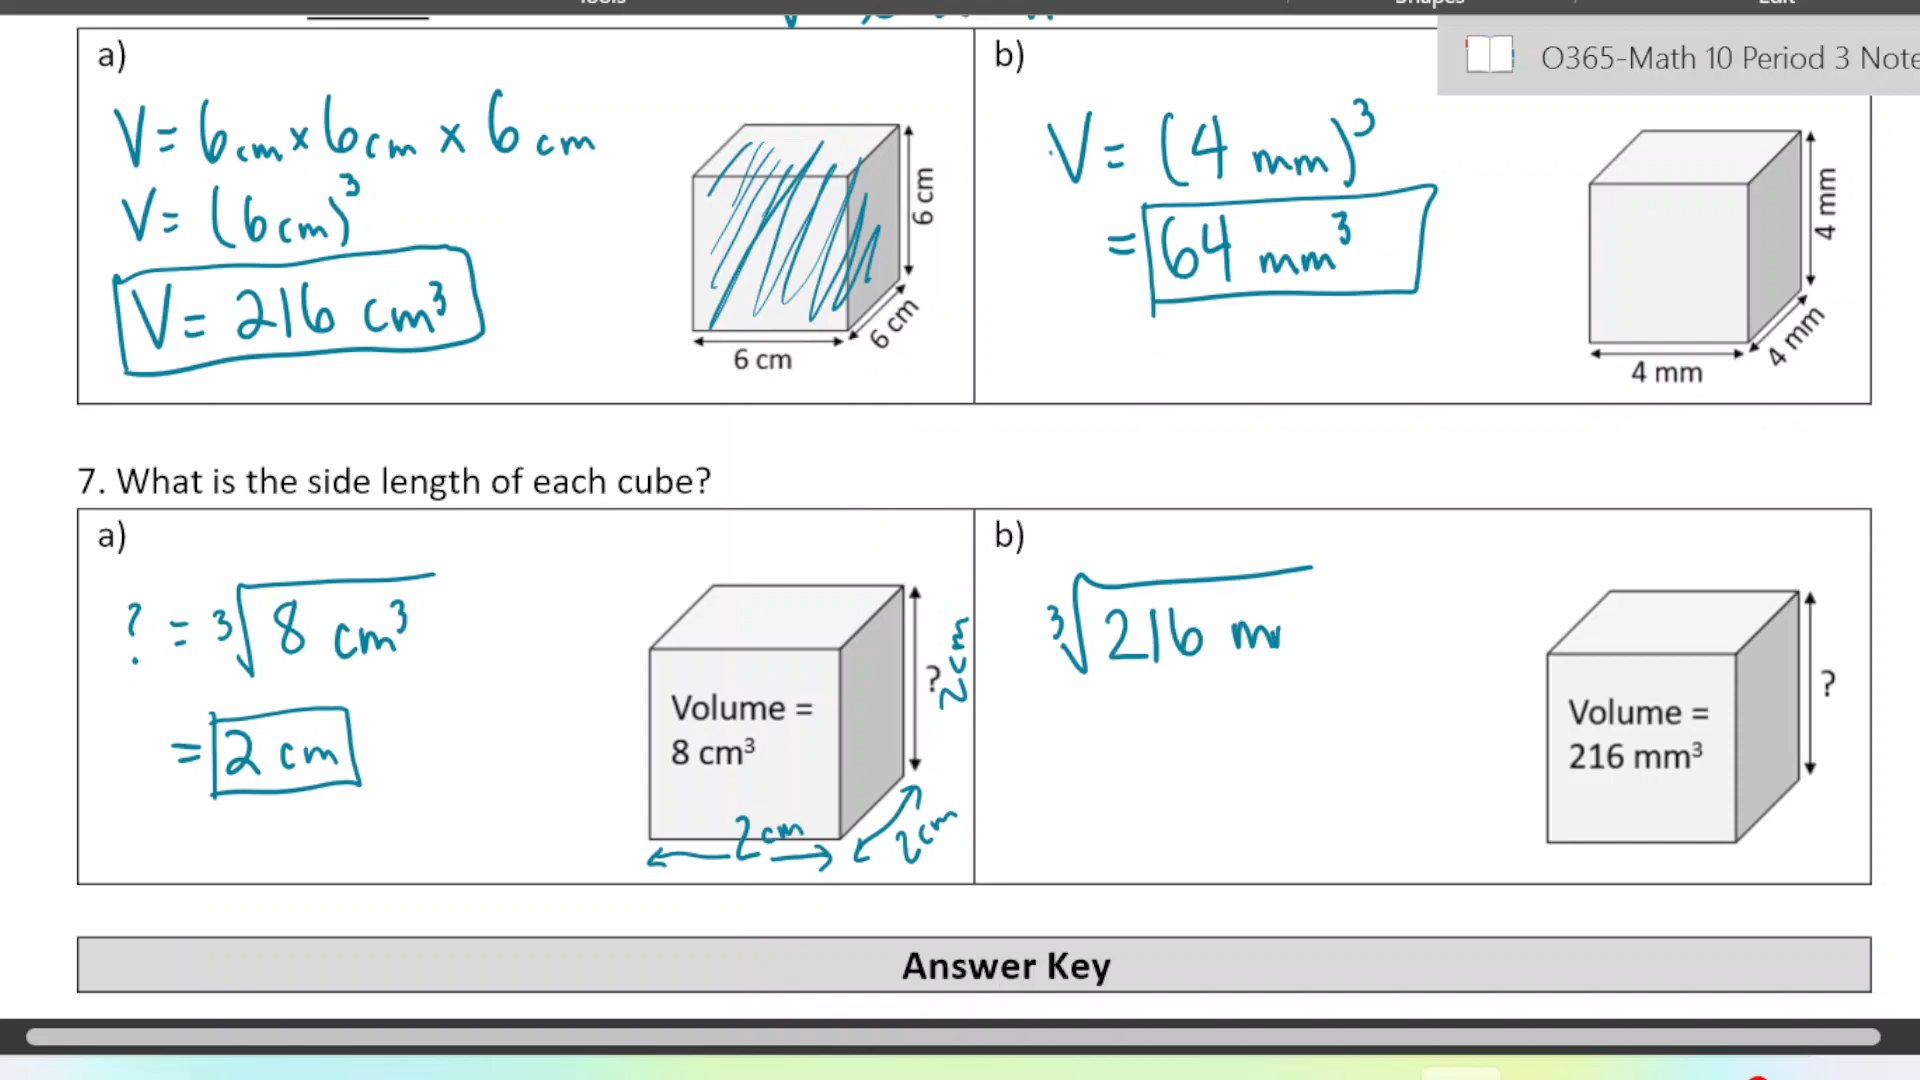 O365-Math 10 Period 3 Note
a)
V = 6cm x 6cm x 6cm
V = (6cm)³
V = 216 cm³
6 cm
6 cm
6 cm
b)
V = (4 mm)³
= 64 mm³
4 mm
4 mm
4 mm
7. What is the side length of each cube?
a)
? = ³√8 cm³
= 2 cm
Volume =
8 cm³
?
2cm
2cm
2cm
b)
³√216 m
Volume =
216 mm³
?
Answer Key